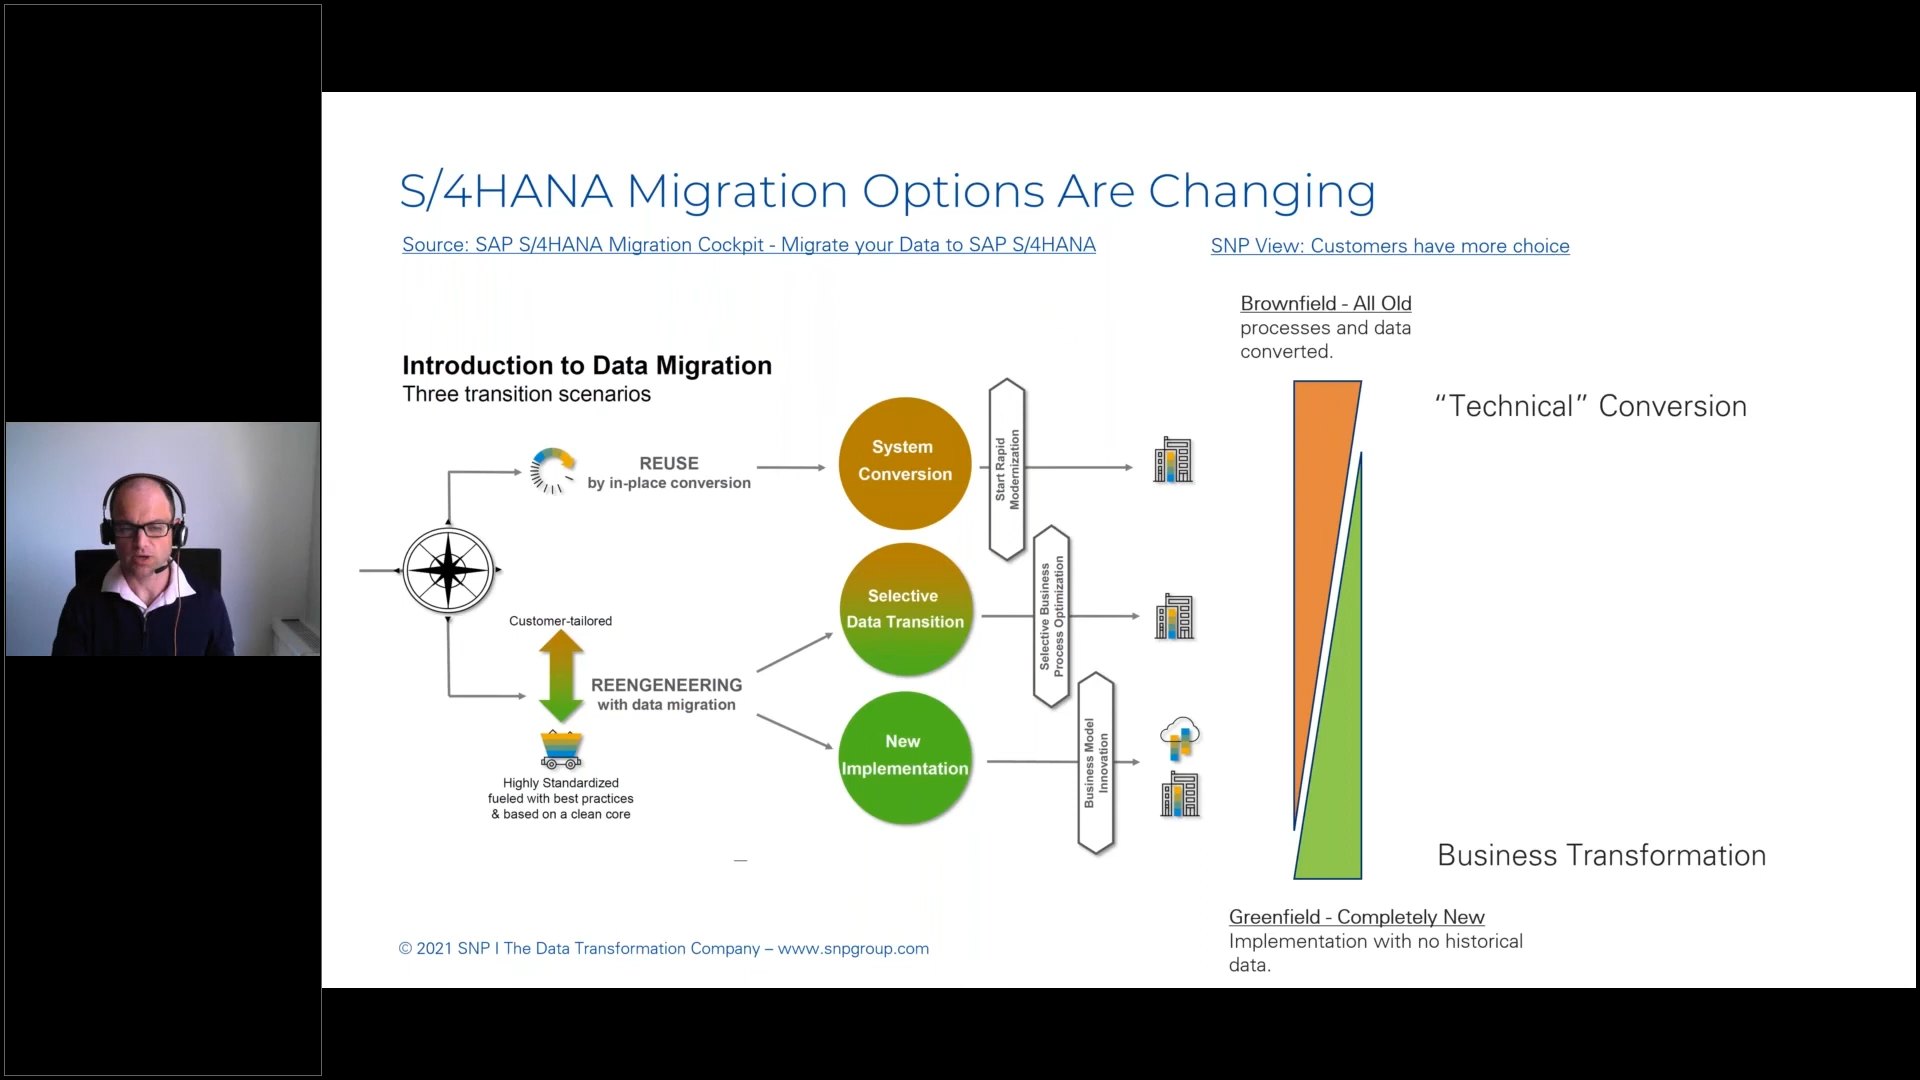 S/4HANA Migration Options Are Changing
Source: SAP S/4HANA Migration Cockpit - Migrate your Data to SAP S/4HANA
SNP View: Customers have more choice
Brownfield - All Old
processes and data
converted.
Introduction to Data Migration
Three transition scenarios
"Technical" Conversion
REUSE
by in-place conversion
System
Conversion
Start Rapid
Modernization
Customer-tailored
REENGENEERING
with data migration
Selective
Data Transition
Selective Business
Process Optimization
Highly Standardized
fueled with best practices
& based on a clean core
New
Implementation
Business Model
Innovation
Business Transformation
Greenfield - Completely New
Implementation with no historical
data.
© 2021 SNP I The Data Transformation Company – www.snpgroup.com